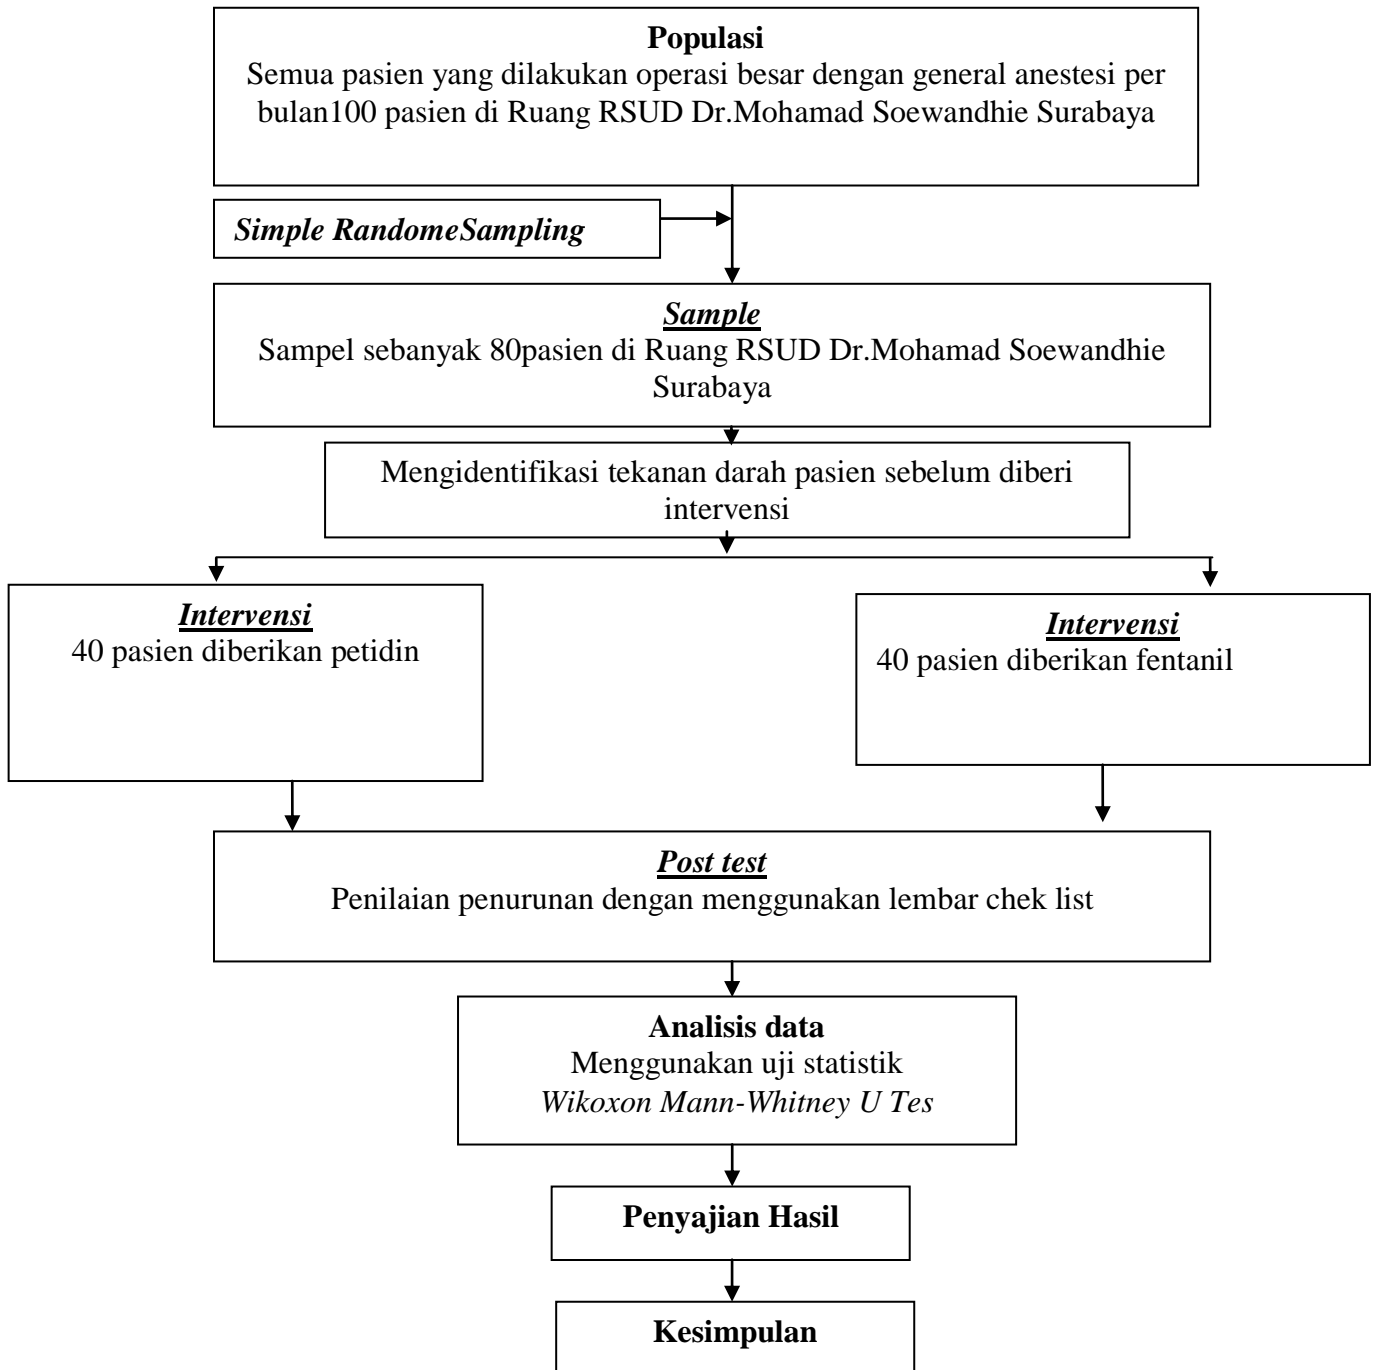 Populasi
Semua pasien yang dilakukan operasi besar dengan general anestesi per
bulan100 pasien di Ruang RSUD Dr.Mohamad Soewandhie Surabaya
Simple RandomeSampling
Sample
Sampel sebanyak 80pasien di Ruang RSUD Dr.Mohamad Soewandhie
Surabaya
Mengidentifikasi tekanan darah pasien sebelum diberi
intervensi
Intervensi
40 pasien diberikan petidin
Intervensi
40 pasien diberikan fentanil
Post test
Penilaian penurunan dengan menggunakan lembar chek list
Analisis data
Menggunakan uji statistik
Wikoxon Mann-Whitney U Tes
Penyajian Hasil
Kesimpulan